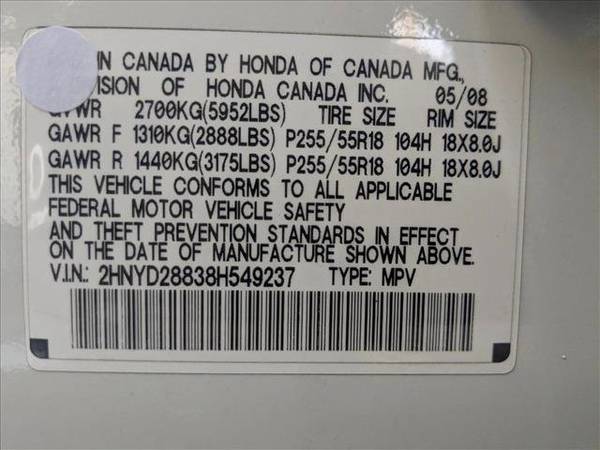 IN CANADA BY HONDA OF CANADA MFG.,
VISION OF HONDA CANADA INC. 05/08
GVWR 2700KG(5952LBS) TIRE SIZE RIM SIZE
GAWR F 1310KG(2888LBS) P255/55R18 104H 18X8.0J
GAWR R 1440KG(3175LBS) P255/55R18 104H 18X8.0J
THIS VEHICLE CONFORMS TO ALL APPLICABLE
FEDERAL MOTOR VEHICLE SAFETY
AND THEFT PREVENTION STANDARDS IN EFFECT
ON THE DATE OF MANUFACTURE SHOWN ABOVE.
V.I.N.: 2HNYD28838H549237 TYPE: MPV